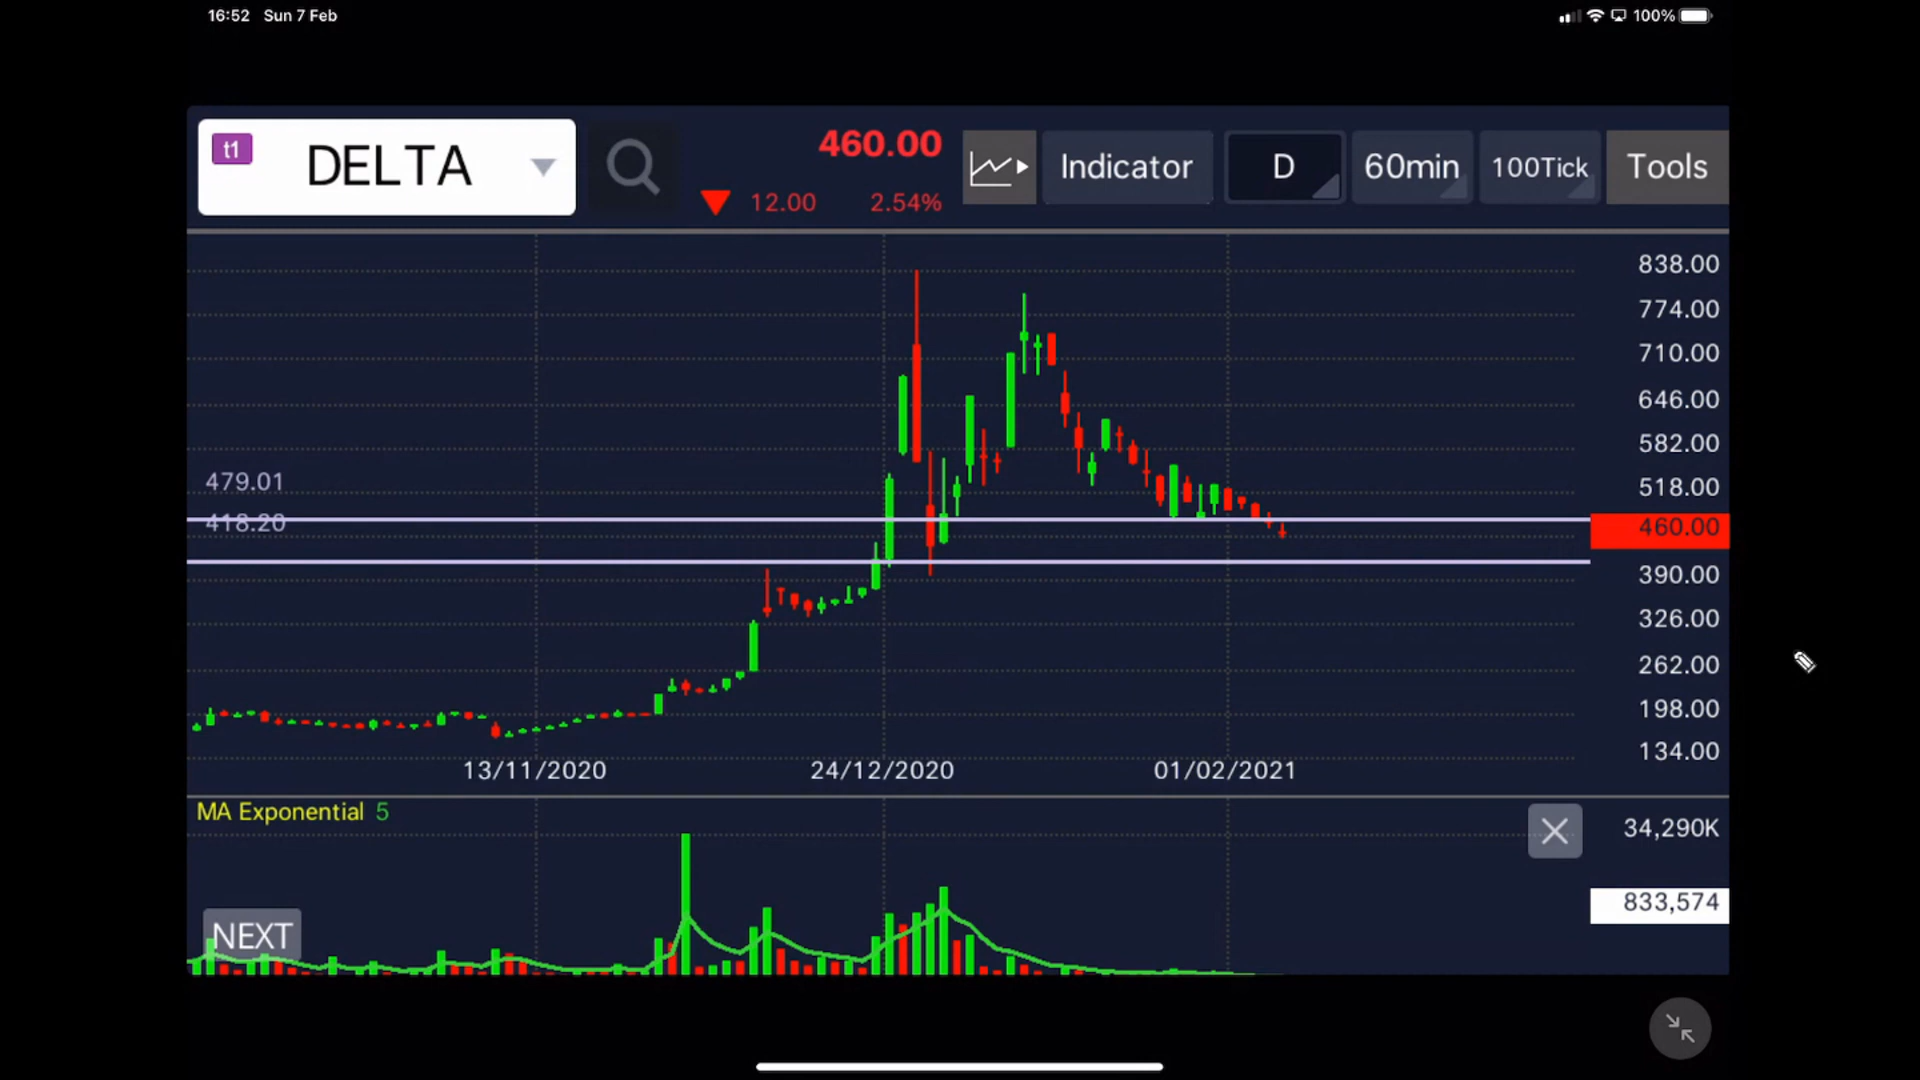 16:52 Sun 7 Feb
100%
t1
DELTA
460.00
12.00 2.54%
Indicator
D
60min
100Tick
Tools
838.00
774.00
710.00
646.00
582.00
479.01
518.00
418.20
460.00
390.00
326.00
262.00
198.00
134.00
13/11/2020 24/12/2020 01/02/2021
MA Exponential 5
34,290K
833,574
NEXT